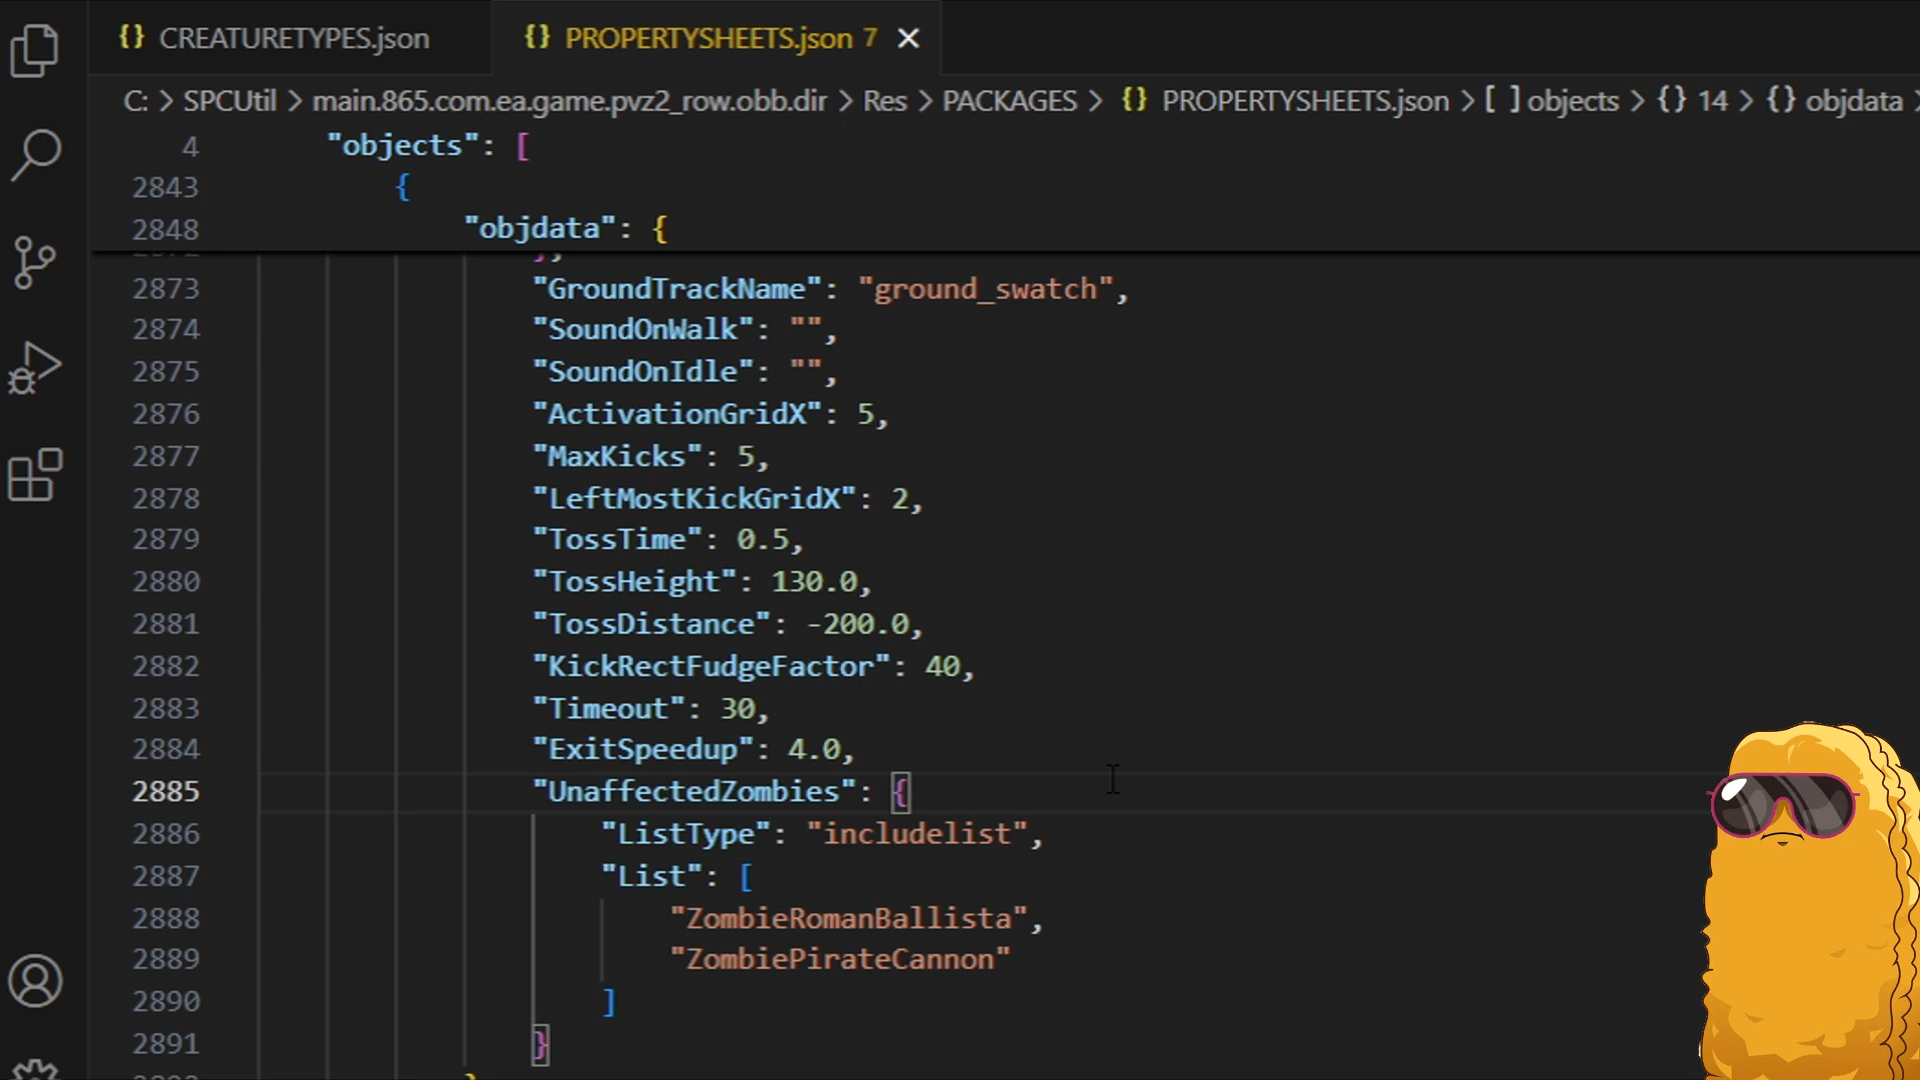 {} CREATURETYPES.json {} PROPERTYSHEETS.json 7 ×
C: > SPCUtil > main.865.com.ea.game.pvz2_row.obb.dir > Res > PACKAGES > {} PROPERTYSHEETS.json > [ ] objects > {} 14 > {} objdata >
4 "objects": [
2843 {
2848 "objdata": {
},
2873 "GroundTrackName": "ground_swatch",
2874 "SoundOnWalk": "",
2875 "SoundOnIdle": "",
2876 "ActivationGridX": 5,
2877 "MaxKicks": 5,
2878 "LeftMostKickGridX": 2,
2879 "TossTime": 0.5,
2880 "TossHeight": 130.0,
2881 "TossDistance": -200.0,
2882 "KickRectFudgeFactor": 40,
2883 "Timeout": 30,
2884 "ExitSpeedup": 4.0,
2885 "UnaffectedZombies": {
2886 "ListType": "includelist",
2887 "List": [
2888 "ZombieRomanBallista",
2889 "ZombiePirateCannon"
2890 ]
2891 }